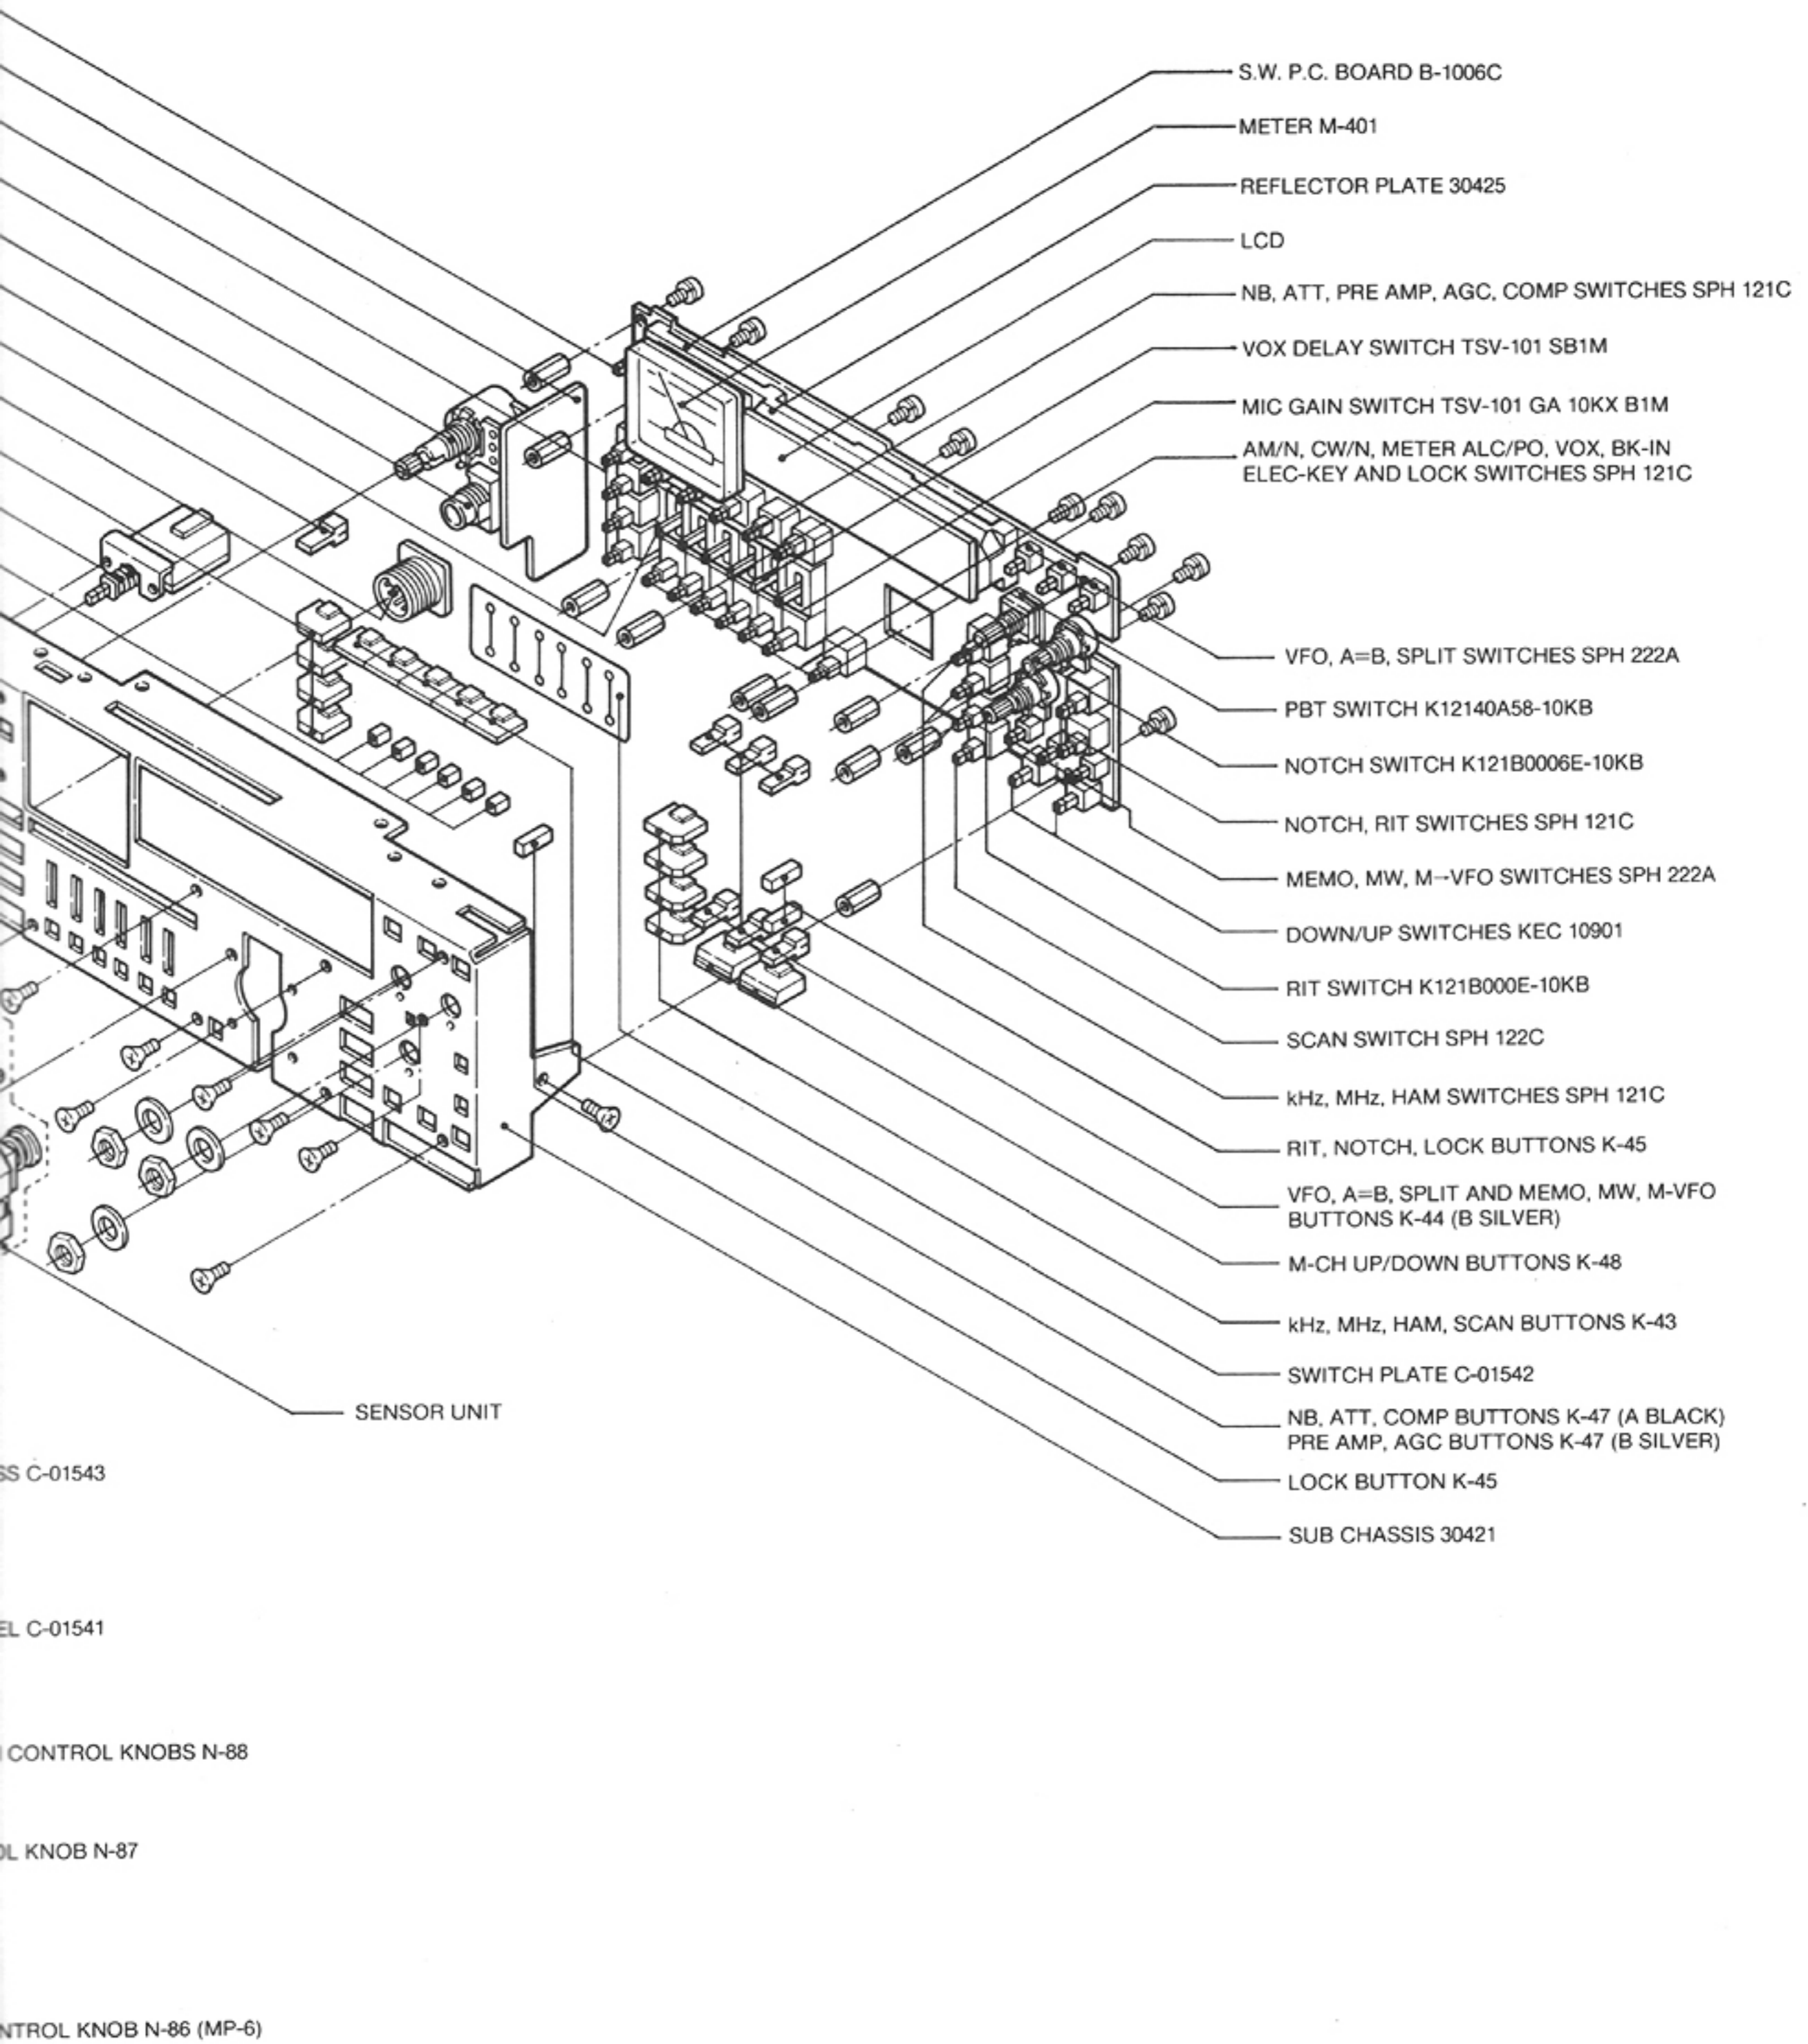 S.W. P.C. BOARD B-1006C
METER M-401
REFLECTOR PLATE 30425
LCD
NB, ATT, PRE AMP, AGC, COMP SWITCHES SPH 121C
VOX DELAY SWITCH TSV-101 SB1M
MIC GAIN SWITCH TSV-101 GA 10KX B1M
AM/N, CW/N, METER ALC/PO, VOX, BK-IN
ELEC-KEY AND LOCK SWITCHES SPH 121C
VFO, A=B, SPLIT SWITCHES SPH 222A
PBT SWITCH K12140A58-10KB
NOTCH SWITCH K121B0006E-10KB
NOTCH, RIT SWITCHES SPH 121C
MEMO, MW, M→VFO SWITCHES SPH 222A
DOWN/UP SWITCHES KEC 10901
RIT SWITCH K121B000E-10KB
SCAN SWITCH SPH 122C
kHz, MHz, HAM SWITCHES SPH 121C
RIT, NOTCH, LOCK BUTTONS K-45
VFO, A=B, SPLIT AND MEMO, MW, M-VFO
BUTTONS K-44 (B SILVER)
M-CH UP/DOWN BUTTONS K-48
kHz, MHz, HAM, SCAN BUTTONS K-43
SWITCH PLATE C-01542
NB, ATT, COMP BUTTONS K-47 (A BLACK)
PRE AMP, AGC BUTTONS K-47 (B SILVER)
LOCK BUTTON K-45
SUB CHASSIS 30421
SENSOR UNIT
SS C-01543
EL C-01541
CONTROL KNOBS N-88
OL KNOB N-87
NTROL KNOB N-86 (MP-6)